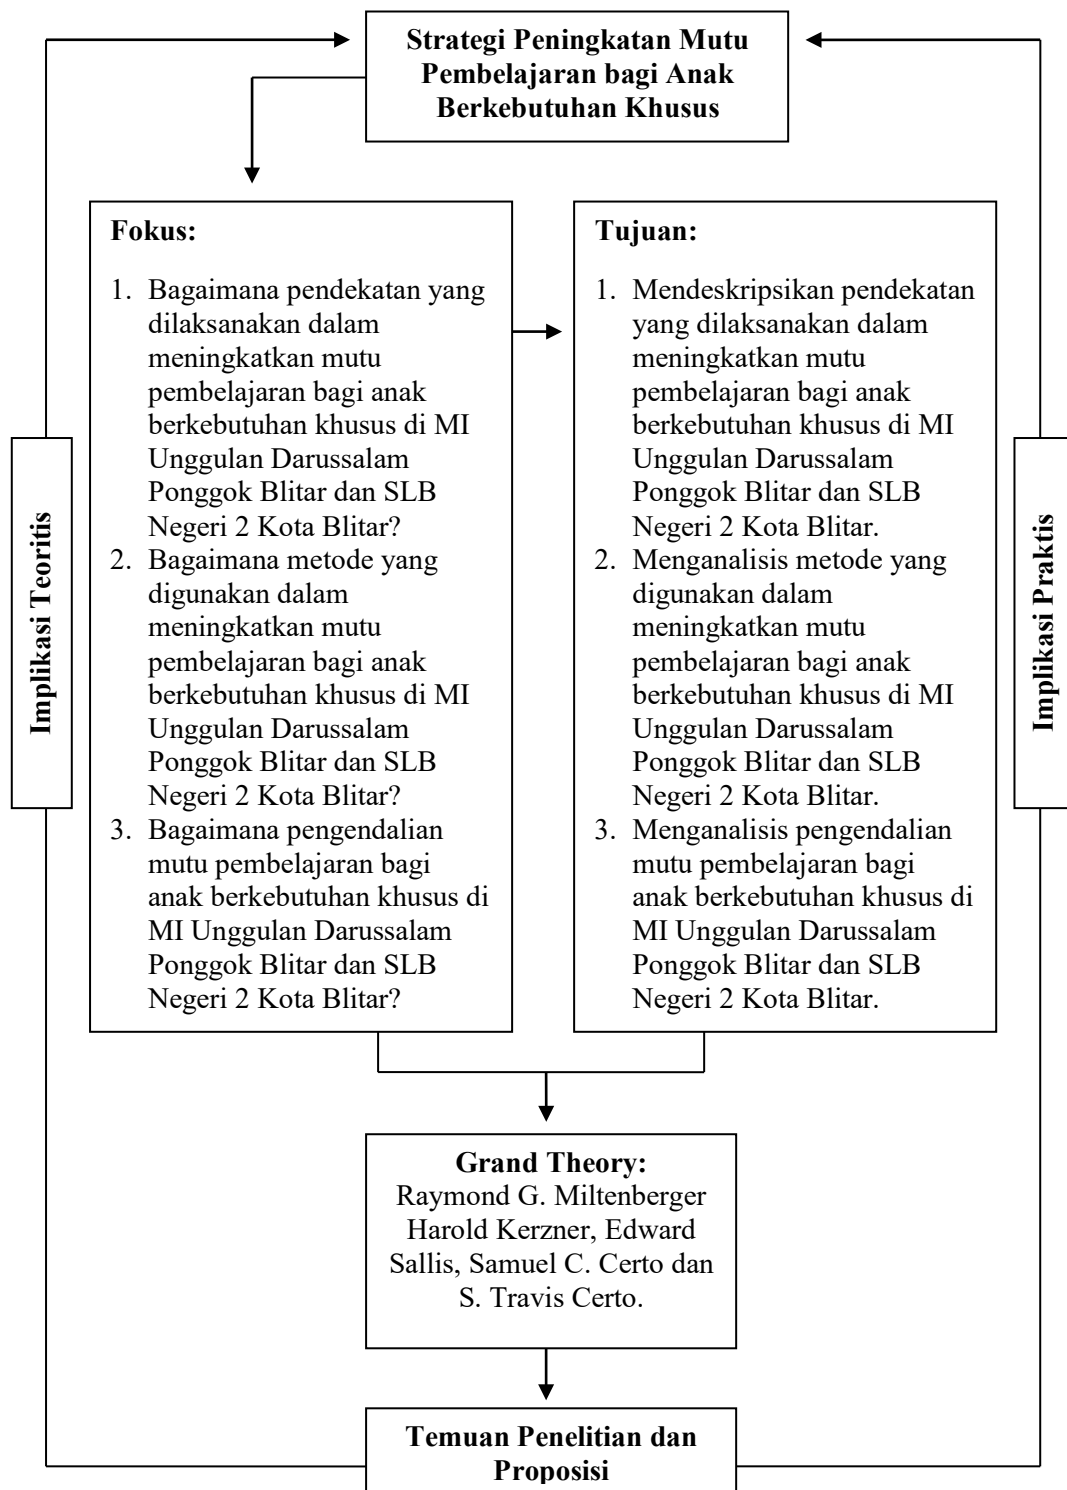 Strategi Peningkatan Mutu
Pembelajaran bagi Anak
Berkebutuhan Khusus
Fokus:
1. Bagaimana pendekatan yang
dilaksanakan dalam
meningkatkan mutu
pembelajaran bagi anak
berkebutuhan khusus di MI
Unggulan Darussalam
Ponggok Blitar dan SLB
Negeri 2 Kota Blitar?
2. Bagaimana metode yang
digunakan dalam
meningkatkan mutu
pembelajaran bagi anak
berkebutuhan khusus di MI
Unggulan Darussalam
Ponggok Blitar dan SLB
Negeri 2 Kota Blitar?
3. Bagaimana pengendalian
mutu pembelajaran bagi
anak berkebutuhan khusus di
MI Unggulan Darussalam
Ponggok Blitar dan SLB
Negeri 2 Kota Blitar?
Tujuan:
1. Mendeskripsikan pendekatan
yang dilaksanakan dalam
meningkatkan mutu
pembelajaran bagi anak
berkebutuhan khusus di MI
Unggulan Darussalam
Ponggok Blitar dan SLB
Negeri 2 Kota Blitar.
2. Menganalisis metode yang
digunakan dalam
meningkatkan mutu
pembelajaran bagi anak
berkebutuhan khusus di MI
Unggulan Darussalam
Ponggok Blitar dan SLB
Negeri 2 Kota Blitar.
3. Menganalisis pengendalian
mutu pembelajaran bagi
anak berkebutuhan khusus di
MI Unggulan Darussalam
Ponggok Blitar dan SLB
Negeri 2 Kota Blitar.
Implikasi Teoritis
Implikasi Praktis
Grand Theory:
Raymond G. Miltenberger
Harold Kerzner, Edward
Sallis, Samuel C. Certo dan
S. Travis Certo.
Temuan Penelitian dan
Proposisi